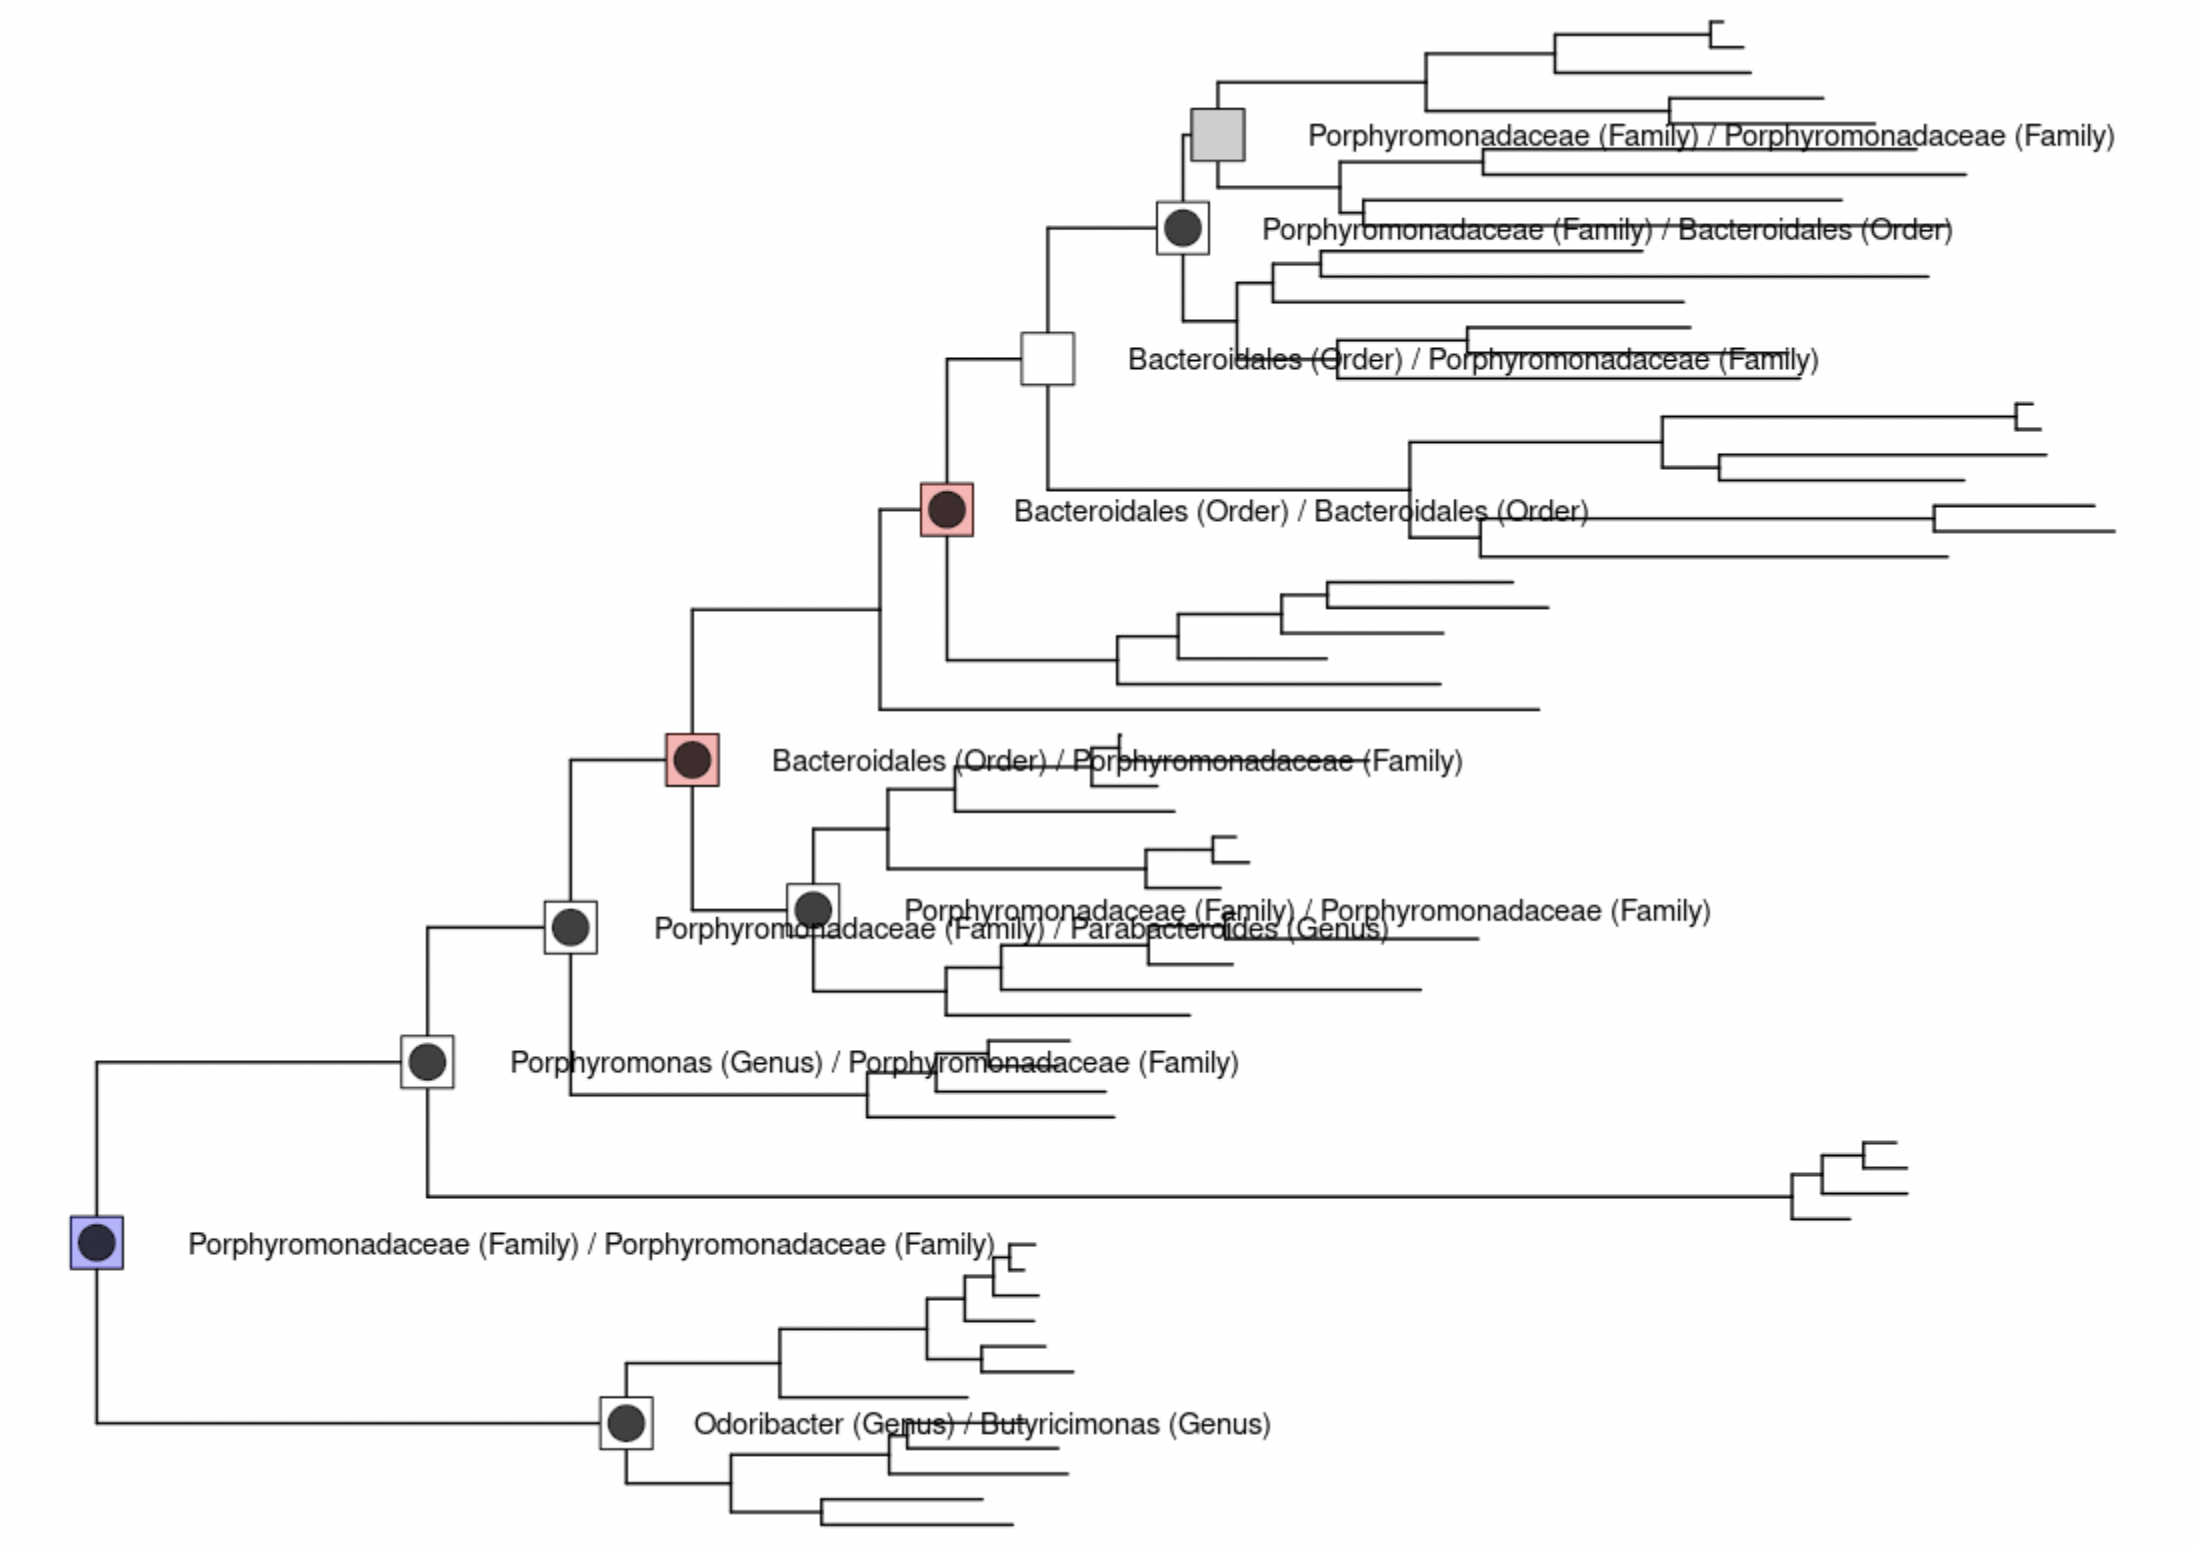 Porphyromonadaceae (Family) / Porphyromonadaceae (Family)
Porphyromonadaceae (Family) / Bacteroidales (Order)
Bacteroidales (Order) / Porphyromonadaceae (Family)
Bacteroidales (Order) / Bacteroidales (Order)
Bacteroidales (Order) / Porphyromonadaceae (Family)
Porphyromonadaceae (Family) / Porphyromonadaceae (Family)
Porphyromonadaceae (Family) / Parabacteroides (Genus)
Porphyromonas (Genus) / Porphyromonadaceae (Family)
Porphyromonadaceae (Family) / Porphyromonadaceae (Family)
Odoribacter (Genus) / Butyricimonas (Genus)